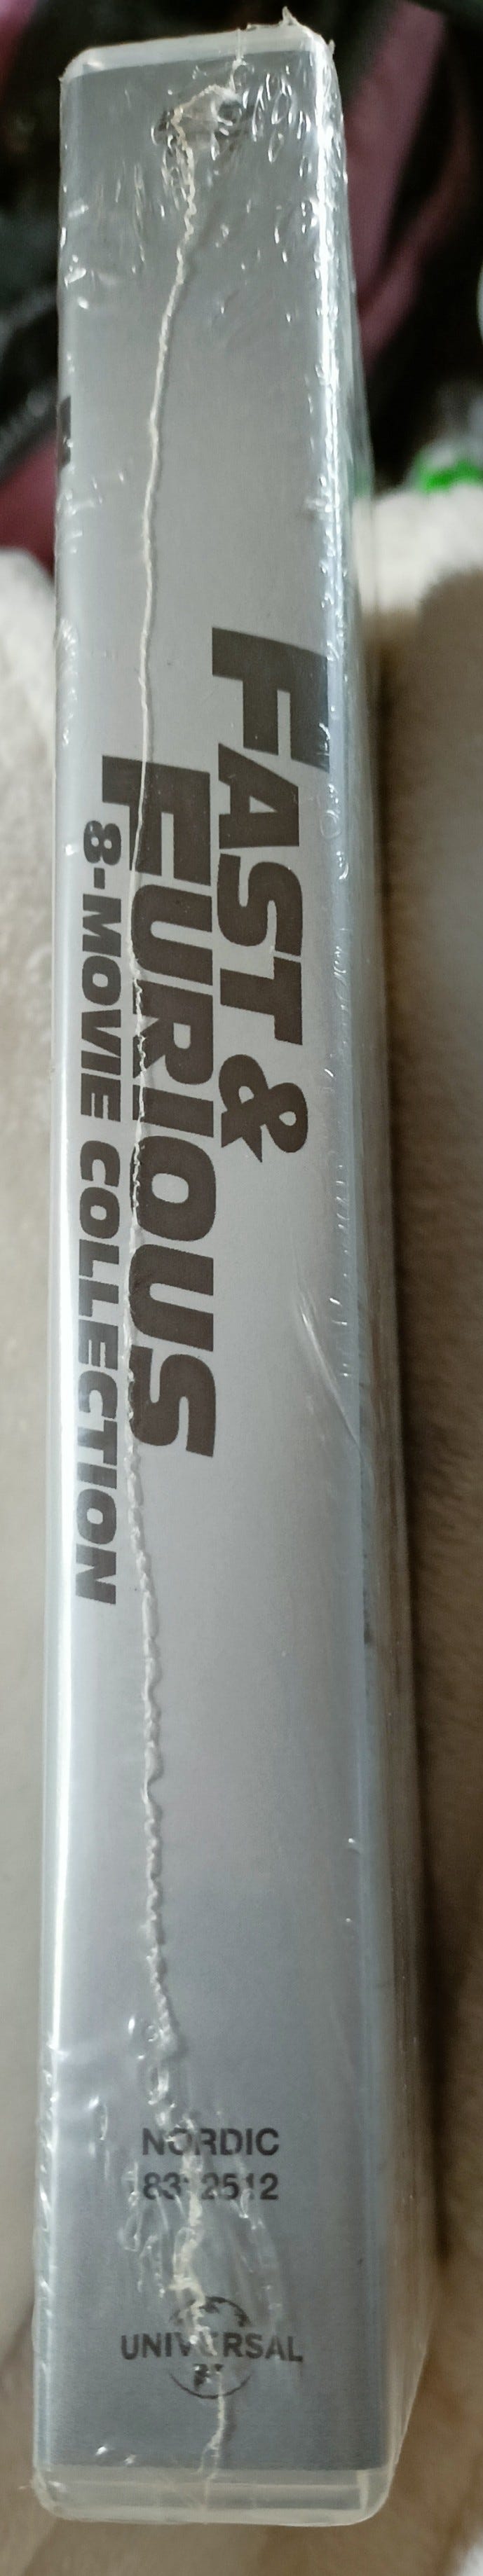 FAST &
FURIOUS
8-MOVIE COLLECTION
NORDIC
UNIVERSAL